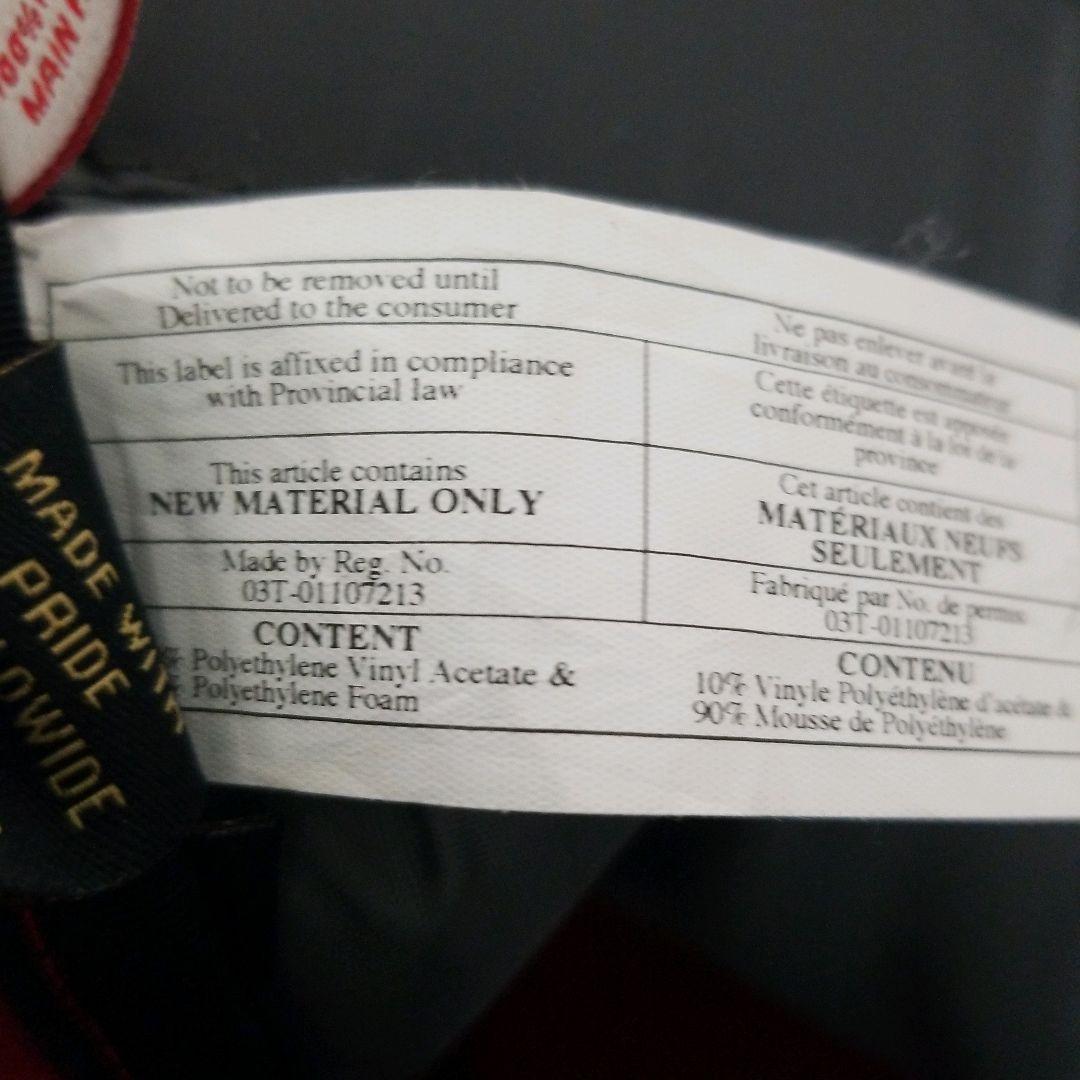 100%
MAIN
Not to be removed until
Delivered to the consumer
This label is affixed in compliance
with Provincial law
This article contains
NEW MATERIAL ONLY
Made by Reg. No.
03T-01107213
CONTENT
% Polyethylene Vinyl Acetate &
% Polyethylene Foam
Ne pas enlever avant la
livraison au consommateur
Cette étiquette est apposée
conformément à la loi de la
province
Cet article contient des
MATÉRIAUX NEUFS
SEULEMENT
Fabriqué par No. de permis
03T-01107213
CONTENU
10% Vinyle Polyéthylène d'acétate &
90% Mousse de Polyéthylène
MADE WITH
PRIDE